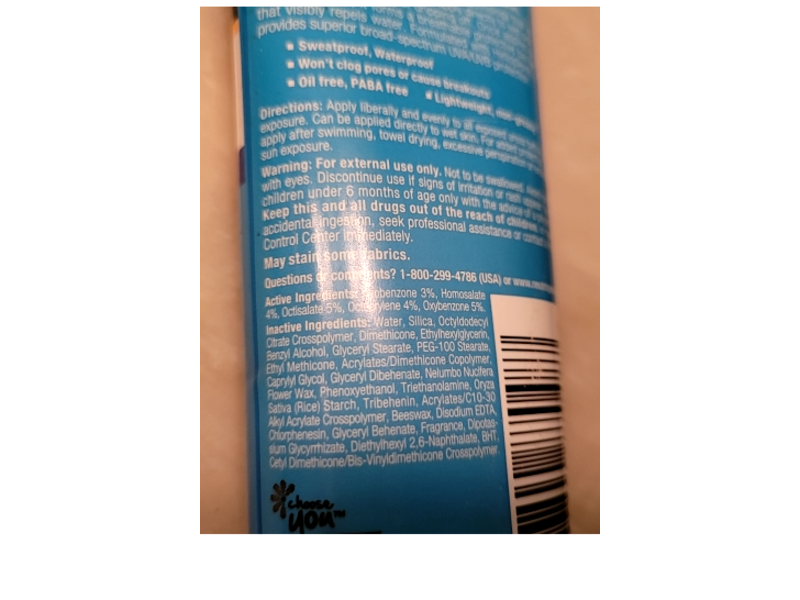 that visibly repels water. Formulated with
provides superior broad-spectrum UVA/UVB
▪ Sweatproof, Waterproof
▪ Won't clog pores or cause breakouts
▪ Oil free, PABA free ▪ Lightweight,
Directions: Apply liberally and evenly to all exposed
exposure. Can be applied directly to wet skin. For
apply after swimming, towel drying, excessive perspiration
sun exposure.
Warning: For external use only. Not to be swallowed.
with eyes. Discontinue use if signs of irritation or rash
children under 6 months of age only with the advice of a
Keep this and all drugs out of the reach of children.
accidental ingestion, seek professional assistance or contact
Control Center immediately.
May stain some fabrics.
Questions or comments? 1-800-299-4786 (USA) or
Active Ingredients: Avobenzone 3%, Homosalate
4%, Octisalate 5%, Octocrylene 4%, Oxybenzone 5%.
Inactive Ingredients: Water, Silica, Octyldodecyl
Citrate Crosspolymer, Dimethicone, Ethylhexylglycerin,
Benzyl Alcohol, Glyceryl Stearate, PEG-100 Stearate,
Ethyl Methicone, Acrylates/Dimethicone Copolymer,
Caprylyl Glycol, Glyceryl Dibehenate, Nelumbo Nucifera
Flower Wax, Phenoxyethanol, Triethanolamine, Oryza
Sativa (Rice) Starch, Tribehenin, Acrylates/C10-30
Alkyl Acrylate Crosspolymer, Beeswax, Disodium EDTA,
Chlorphenesin, Glyceryl Behenate, Fragrance, Dipotas-
sium Glycyrrhizate, Diethylhexyl 2,6-Naphthalate, BHT,
Cetyl Dimethicone/Bis-Vinyldimethicone Crosspolymer.
choose
you™